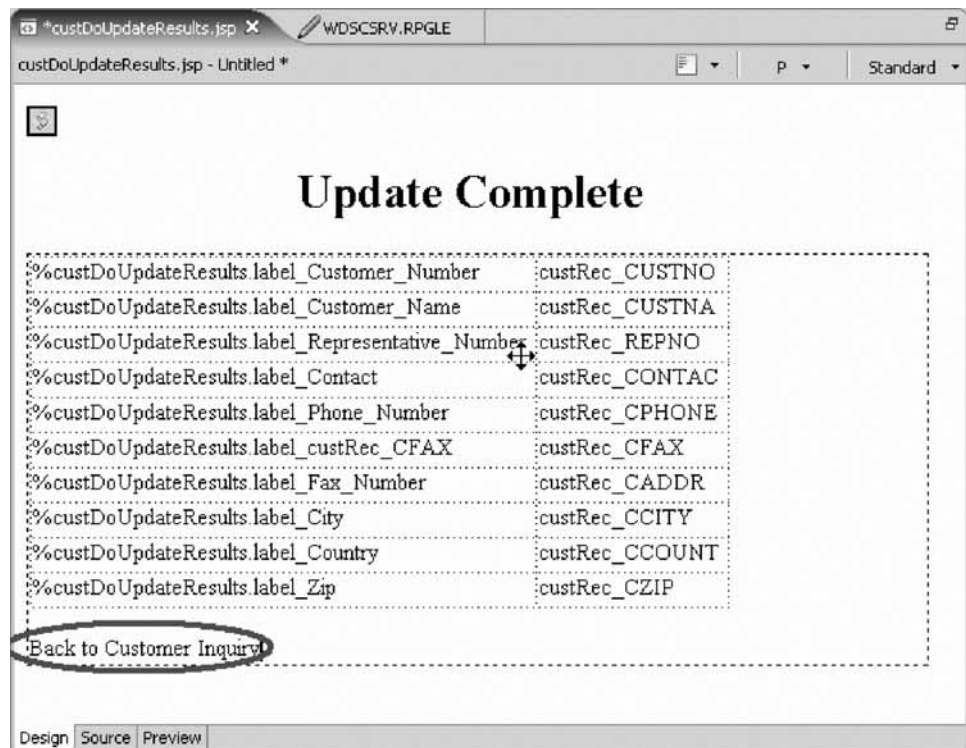 *custDoUpdateResults.jsp WDSCSRV.RPGLE
custDoUpdateResults.jsp - Untitled * P Standard
Update Complete
%custDoUpdateResults.label_Customer_Number custRec_CUSTNO
%custDoUpdateResults.label_Customer_Name custRec_CUSTNA
%custDoUpdateResults.label_Representative_Number custRec_REPNO
%custDoUpdateResults.label_Contact custRec_CONTAC
%custDoUpdateResults.label_Phone_Number custRec_CPHONE
%custDoUpdateResults.label_custRec_CFAX custRec_CFAX
%custDoUpdateResults.label_Fax_Number custRec_CADDR
%custDoUpdateResults.label_City custRec_CCITY
%custDoUpdateResults.label_Country custRec_CCOUNT
%custDoUpdateResults.label_Zip custRec_CZIP
Back to Customer Inquiry
Design Source Preview